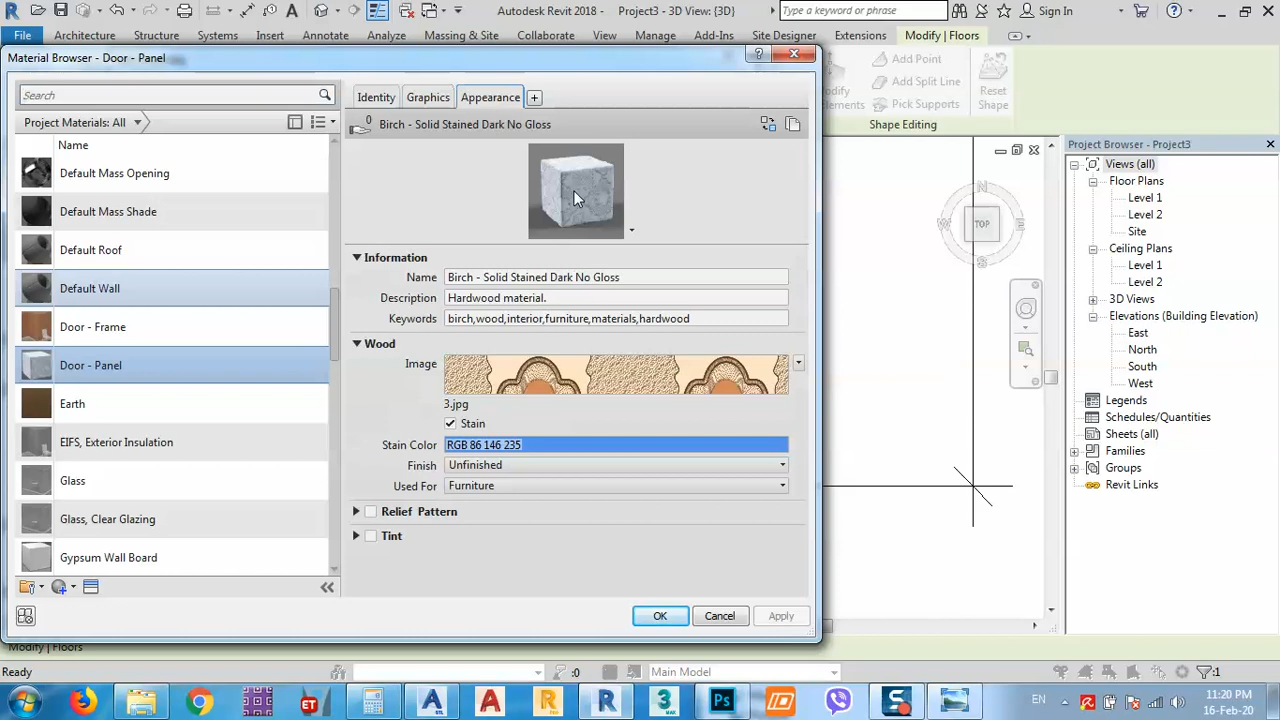 Autodesk Revit 2018 - Project3 - 3D View: {3D}
Type a keyword or phrase
Sign In
File
Structure
Systems
Insert
Annotate
Analyze
Massing & Site
Collaborate
View
Manage
Add-Ins
Site Designer
Extensions
Modify | Floors
Add Point
Add Split Line
Pick Supports
Reset
Shape
Shape Editing
Search
Project Materials: All
Name
Default Mass Opening
Default Mass Shade
Default Roof
Default Wall
Door - Frame
Door - Panel
Earth
EIFS, Exterior Insulation
Glass
Glass, Clear Glazing
Gypsum Wall Board
Identity
Graphics
Appearance
0
Birch - Solid Stained Dark No Gloss
Information
Name Birch - Solid Stained Dark No Gloss
Description Hardwood material.
Keywords birch,wood,interior,furniture,materials,hardwood
Wood
Image
3.jpg
Stain
Stain Color RGB 86 146 235
Finish Unfinished
Used For Furniture
Relief Pattern
Tint
OK
Cancel
Apply
N
W
TOP
E
S
Project Browser - Project3
Views (all)
Floor Plans
Level 1
Level 2
Site
Ceiling Plans
Level 1
Level 2
3D Views
Elevations (Building Elevation)
East
North
South
West
Legends
Schedules/Quantities
Sheets (all)
Families
Groups
Revit Links
Modify | Floors
Ready
:0
Main Model
:1
EN
11:20 PM
16-Feb-20